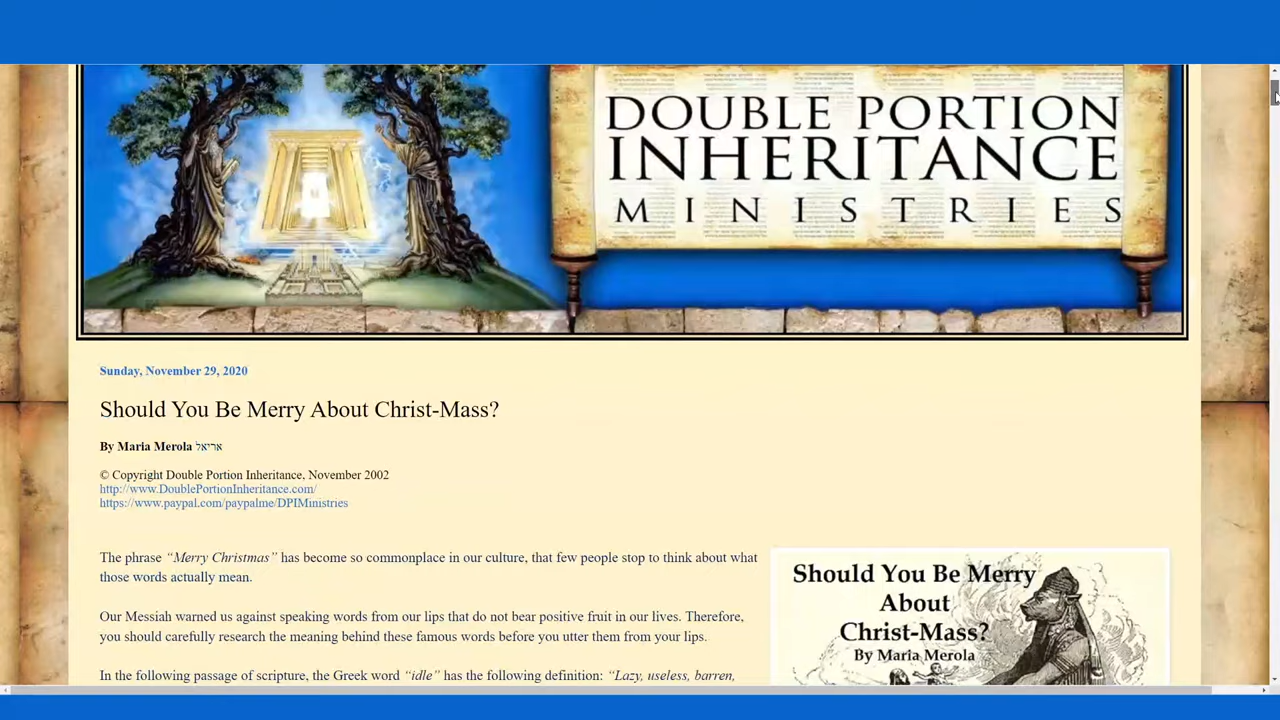 DOUBLE PORTION
INHERITANCE
MINISTRIES
Sunday, November 29, 2020
Should You Be Merry About Christ-Mass?
By Maria Merola אריאל
© Copyright Double Portion Inheritance, November 2002
http://www.DoublePortionInheritance.com/
https://www.paypal.com/paypalme/DPIMinistries
The phrase “Merry Christmas” has become so commonplace in our culture, that few people stop to think about what
those words actually mean.
Our Messiah warned us against speaking words from our lips that do not bear positive fruit in our lives. Therefore,
you should carefully research the meaning behind these famous words before you utter them from your lips.
In the following passage of scripture, the Greek word “idle” has the following definition: “Lazy, useless, barren,
Should You Be Merry
About
Christ-Mass?
By Maria Merola